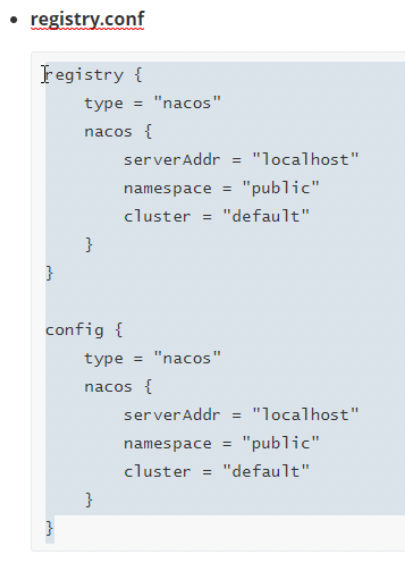 registry.conf
registry {
    type = "nacos"
    nacos {
        serverAddr = "localhost"
        namespace = "public"
        cluster = "default"
    }
}

config {
    type = "nacos"
    nacos {
        serverAddr = "localhost"
        namespace = "public"
        cluster = "default"
    }
}